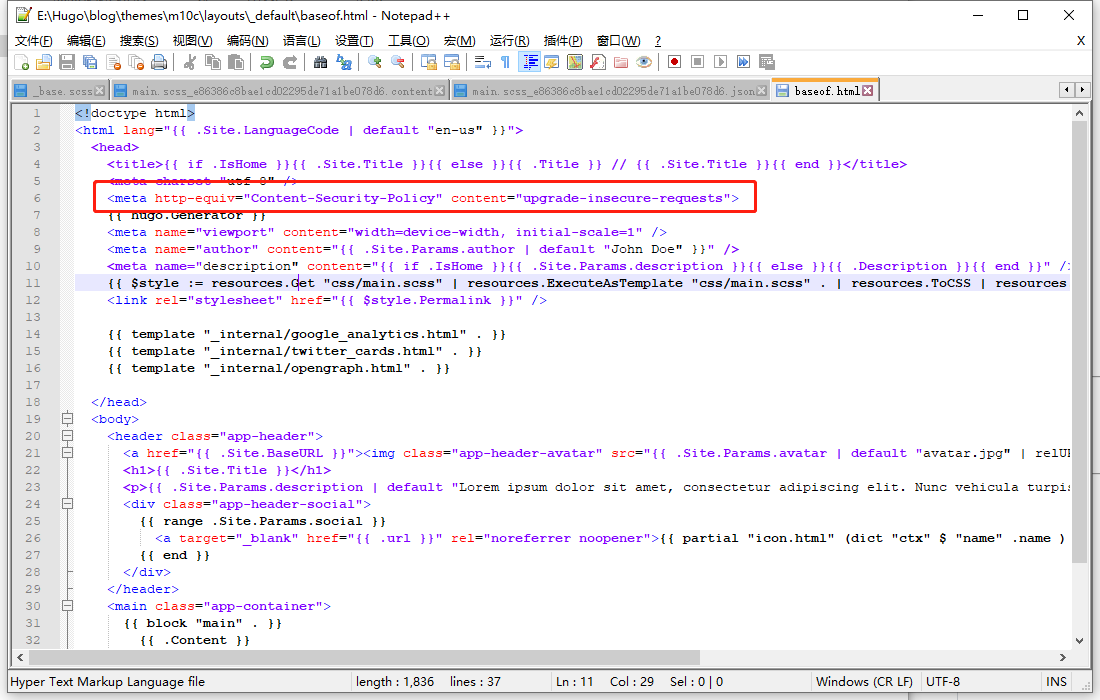 E:\Hugo\blog\themes\m10c\layouts\_default\baseof.html - Notepad++
文件(F) 编辑(E) 搜索(S) 视图(V) 编码(N) 语言(L) 设置(T) 工具(O) 宏(M) 运行(R) 插件(P) 窗口(W) ? X
_base.scss main.scss_e86386c8bae1cd02295de71a1be078d6.content main.scss_e86386c8bae1cd02295de71a1be078d6.json baseof.html
1 <!doctype html>
2 <html lang="{{ .Site.LanguageCode | default "en-us" }}">
3 <head>
4 <title>{{ if .IsHome }}{{ .Site.Title }}{{ else }}{{ .Title }} // {{ .Site.Title }}{{ end }}</title>
5 <meta charset="utf-8" />
6 <meta http-equiv="Content-Security-Policy" content="upgrade-insecure-requests">
7 {{ hugo.Generator }}
8 <meta name="viewport" content="width=device-width, initial-scale=1" />
9 <meta name="author" content="{{ .Site.Params.author | default "John Doe" }}" />
10 <meta name="description" content="{{ if .IsHome }}{{ .Site.Params.description }}{{ else }}{{ .Description }}{{ end }}" /
11 {{ $style := resources.Get "css/main.scss" | resources.ExecuteAsTemplate "css/main.scss" . | resources.ToCSS | resources
12 <link rel="stylesheet" href="{{ $style.Permalink }}" />
13
14 {{ template "_internal/google_analytics.html" . }}
15 {{ template "_internal/twitter_cards.html" . }}
16 {{ template "_internal/opengraph.html" . }}
17
18 </head>
19 <body>
20 <header class="app-header">
21 <a href="{{ .Site.BaseURL }}"><img class="app-header-avatar" src="{{ .Site.Params.avatar | default "avatar.jpg" | relU
22 <h1>{{ .Site.Title }}</h1>
23 <p>{{ .Site.Params.description | default "Lorem ipsum dolor sit amet, consectetur adipiscing elit. Nunc vehicula turpis
24 <div class="app-header-social">
25 {{ range .Site.Params.social }}
26 <a target="_blank" href="{{ .url }}" rel="noreferrer noopener">{{ partial "icon.html" (dict "ctx" $ "name" .name )
27 {{ end }}
28 </div>
29 </header>
30 <main class="app-container">
31 {{ block "main" . }}
32 {{ .Content }}
Hyper Text Markup Language file length : 1,836 lines : 37 Ln : 11 Col : 29 Sel : 0 | 0 Windows (CR LF) UTF-8 INS